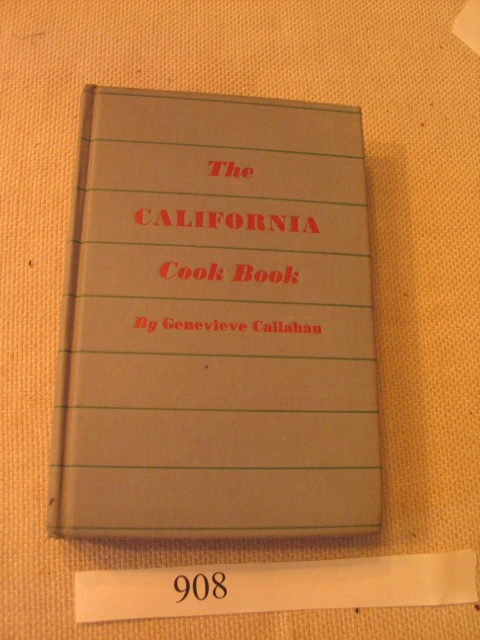 The
CALIFORNIA
Cook Book
By Genevieve Callahan
908